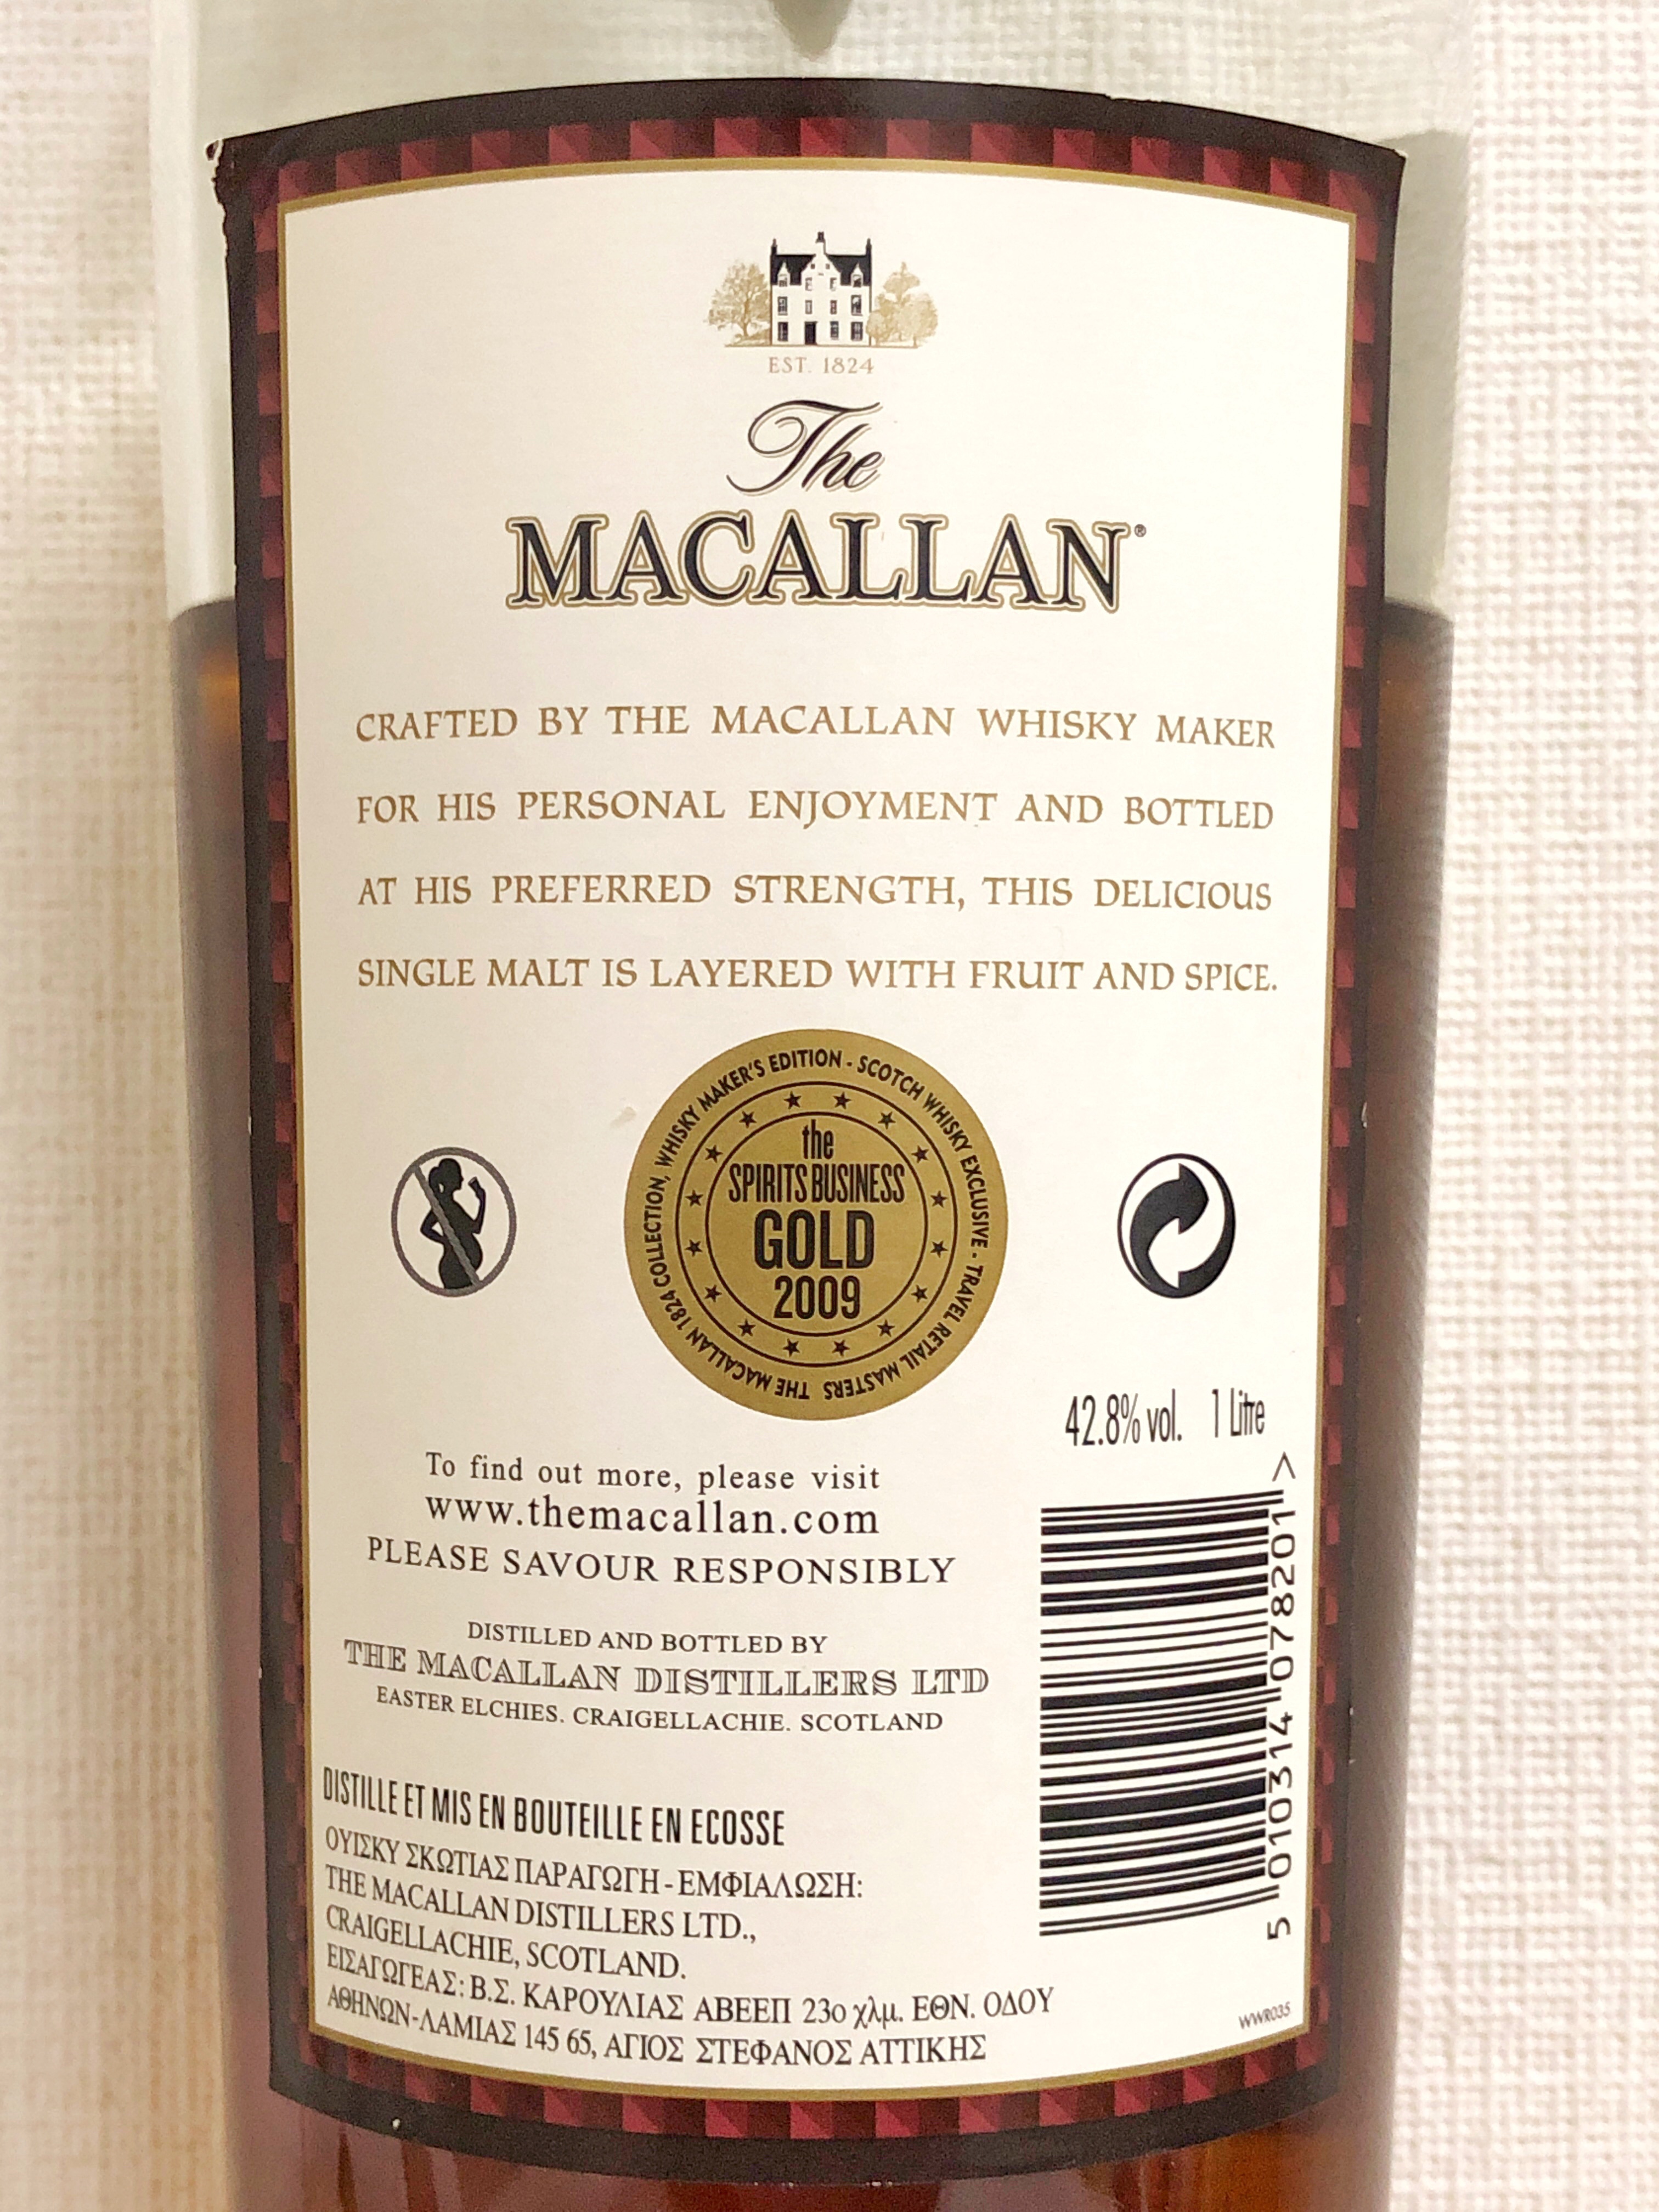 EST. 1824
The
MACALLAN®
CRAFTED BY THE MACALLAN WHISKY MAKER
FOR HIS PERSONAL ENJOYMENT AND BOTTLED
AT HIS PREFERRED STRENGTH, THIS DELICIOUS
SINGLE MALT IS LAYERED WITH FRUIT AND SPICE.
THE MACALLAN 1824 COLLECTION, WHISKY MAKER'S EDITION - SCOTCH WHISKY EXCLUSIVE - TRAVEL RETAIL MASTERS
the
SPIRITS BUSINESS
GOLD
2009
42.8% vol. 1 Litre
To find out more, please visit
www.themacallan.com
PLEASE SAVOUR RESPONSIBLY
DISTILLED AND BOTTLED BY
THE MACALLAN DISTILLERS LTD
EASTER ELCHIES. CRAIGELLACHIE. SCOTLAND
5 010314 078201 >
DISTILLE ET MIS EN BOUTEILLE EN ECOSSE
ΟΥΙΣΚΥ ΣΚΩΤΙΑΣ ΠΑΡΑΓΩΓΗ - ΕΜΦΙΑΛΩΣΗ:
THE MACALLAN DISTILLERS LTD.,
CRAIGELLACHIE, SCOTLAND.
ΕΙΣΑΓΩΓΕΑΣ: Β.Σ. ΚΑΡΟΥΛΙΑΣ ΑΒΕΕΠ 23ο χλμ. ΕΘΝ. ΟΔΟΥ
ΑΘΗΝΩΝ-ΛΑΜΙΑΣ 145 65, ΑΓΙΟΣ ΣΤΕΦΑΝΟΣ ΑΤΤΙΚΗΣ
WWR035